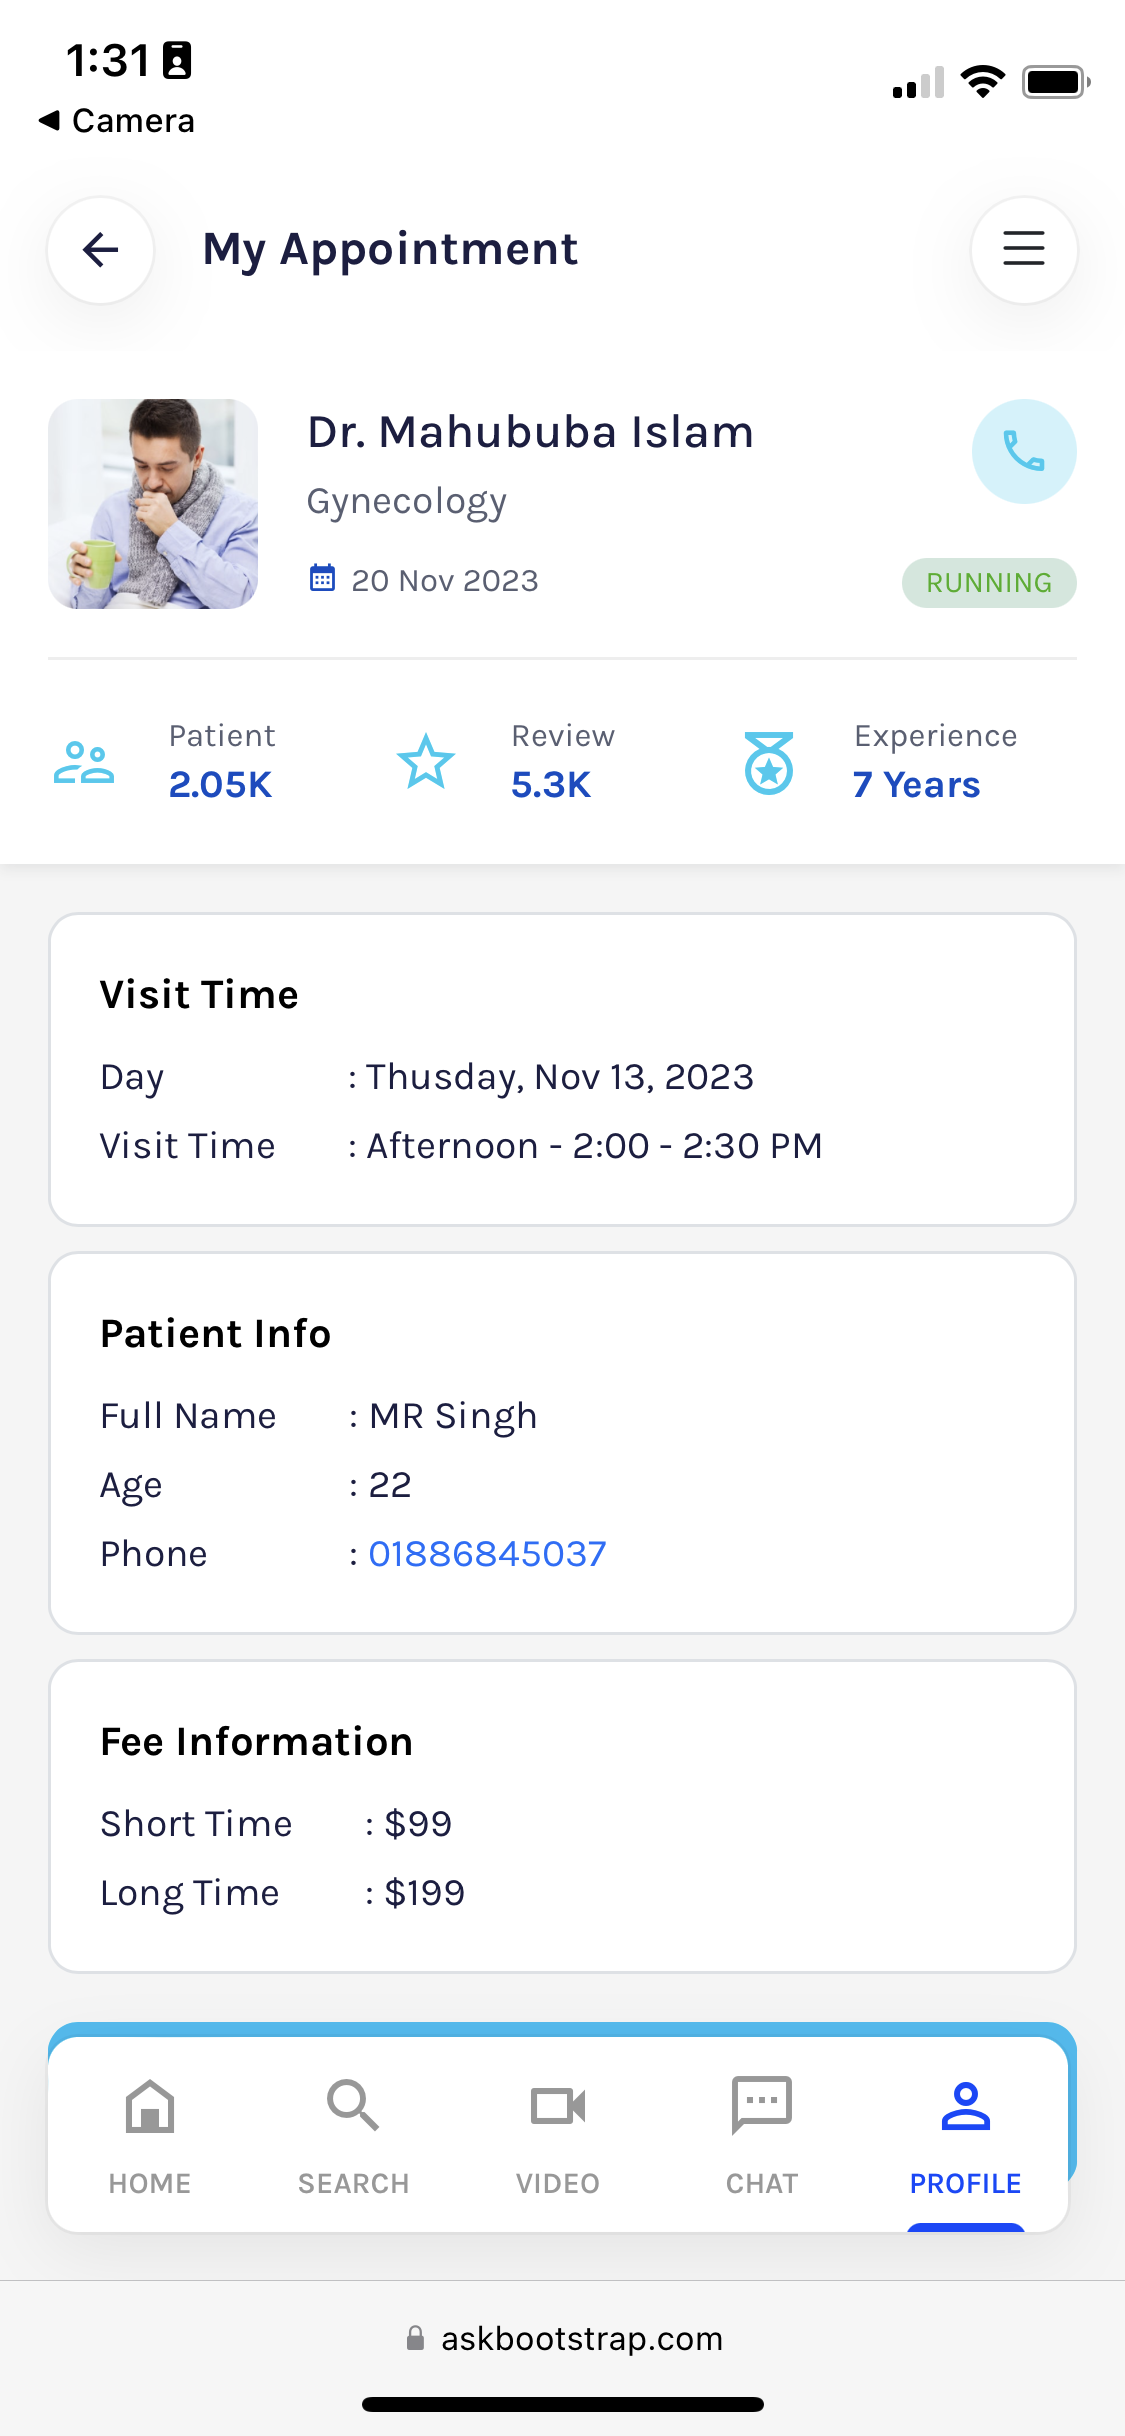 1:31
Camera
My Appointment
Dr. Mahububa Islam
Gynecology
20 Nov 2023
RUNNING
Patient
2.05K
Review
5.3K
Experience
7 Years
Visit Time
Day : Thusday, Nov 13, 2023
Visit Time : Afternoon - 2:00 - 2:30 PM
Patient Info
Full Name : MR Singh
Age : 22
Phone : 01886845037
Fee Information
Short Time : $99
Long Time : $199
HOME SEARCH VIDEO CHAT PROFILE
askbootstrap.com